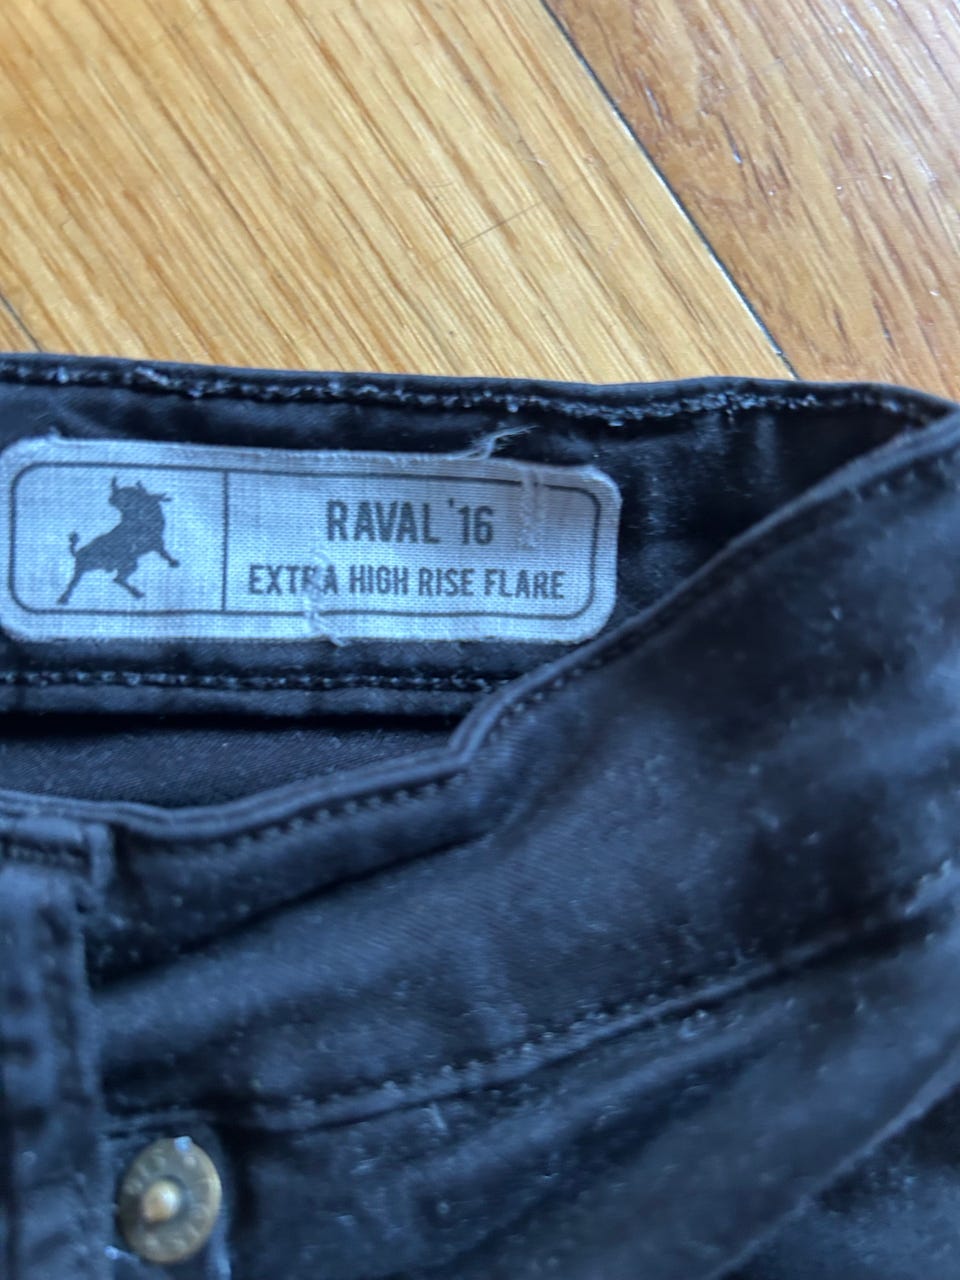 RAVAL '16
EXTRA HIGH RISE FLARE